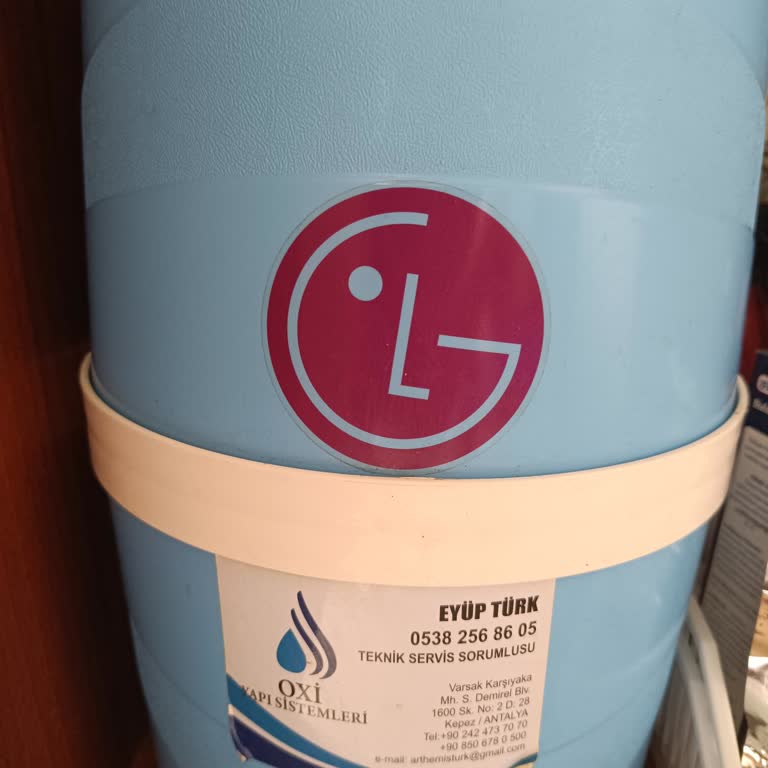 LG
EYÜP TÜRK
0538 256 86 05
TEKNİK SERVİS SORUMLUSU
OXİ
YAPI SİSTEMLERİ
Varsak Karşıyaka
Mh. S. Demirel Blv.
1600 Sk. No: 2 D: 28
Kepez / ANTALYA
Tel:+90 242 473 70 70
+90 850 678 0 500
e-mail: arthemisturk@gmail.com